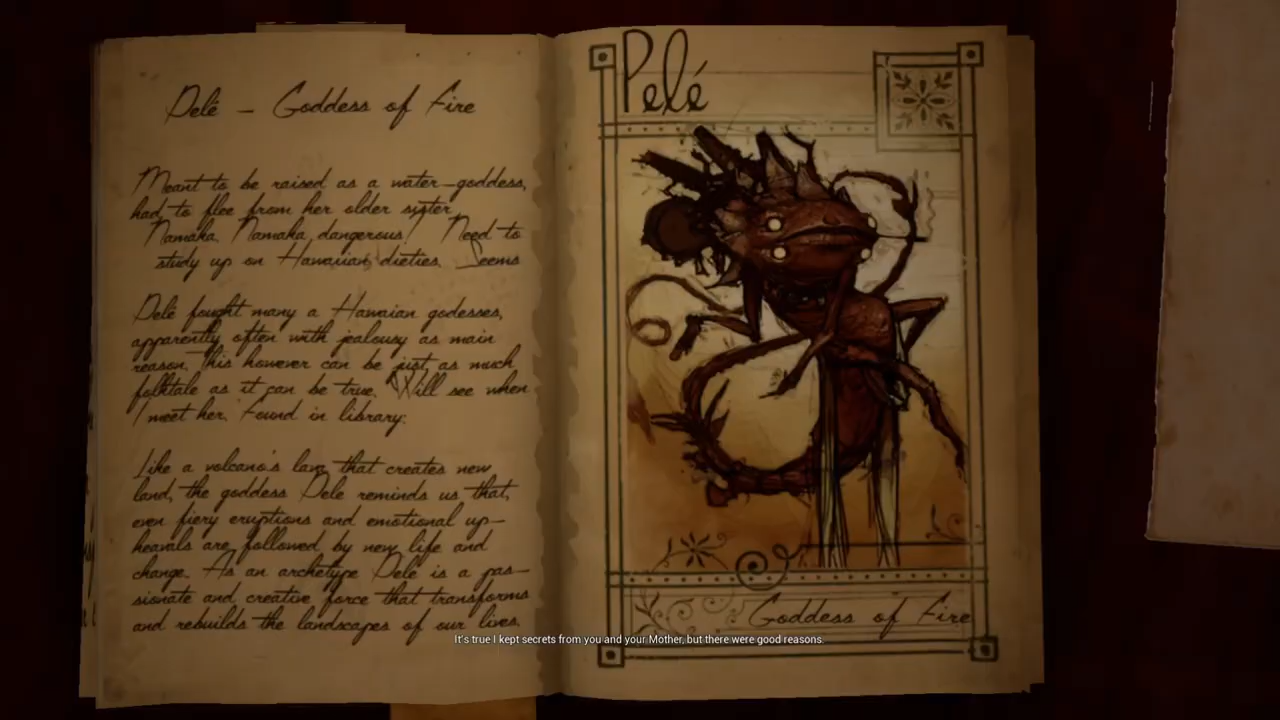 Pelé – Goddess of Fire
Meant to be raised as a water-goddess,
had to flee from her older sister
Namaka. Namaka dangerous? Need to
study up on Hawaiian dieties. Seems
Pelé fought many a Hawaiian godesses,
apparently often with jealousy as main
reason. This however can be just as much
folktale as it can be true. Will see when
I meet her. Found in library.
Like a volcano's lava that creates new
land, the goddess Pele reminds us that,
even fiery eruptions and emotional up-
heavals are followed by new life and
change. As an archetype Pele is a pas-
sionate and creative force that transforms
and rebuilds the landscapes of our lives.
Pelé
Goddess of Fire
It's true I kept secrets from you and your Mother, but there were good reasons.